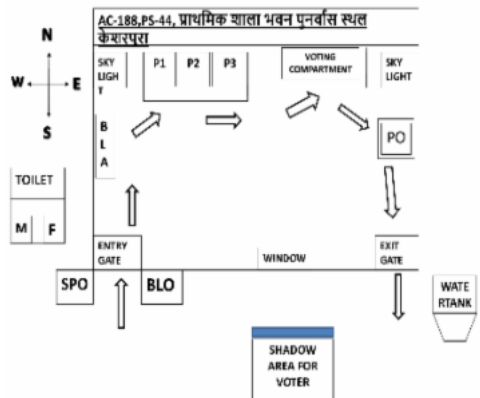 AC-188,PS-44, प्राथमिक शाला भवन पुनर्वास स्थल
केशरपुरा
N
W
E
S
SKY
LIGH
T
P1
P2
P3
VOTING
COMPARTMENT
SKY
LIGHT
B
L
A
PO
TOILET
M
F
ENTRY
GATE
WINDOW
EXIT
GATE
SPO
BLO
WATE
RTANK
SHADOW
AREA FOR
VOTER